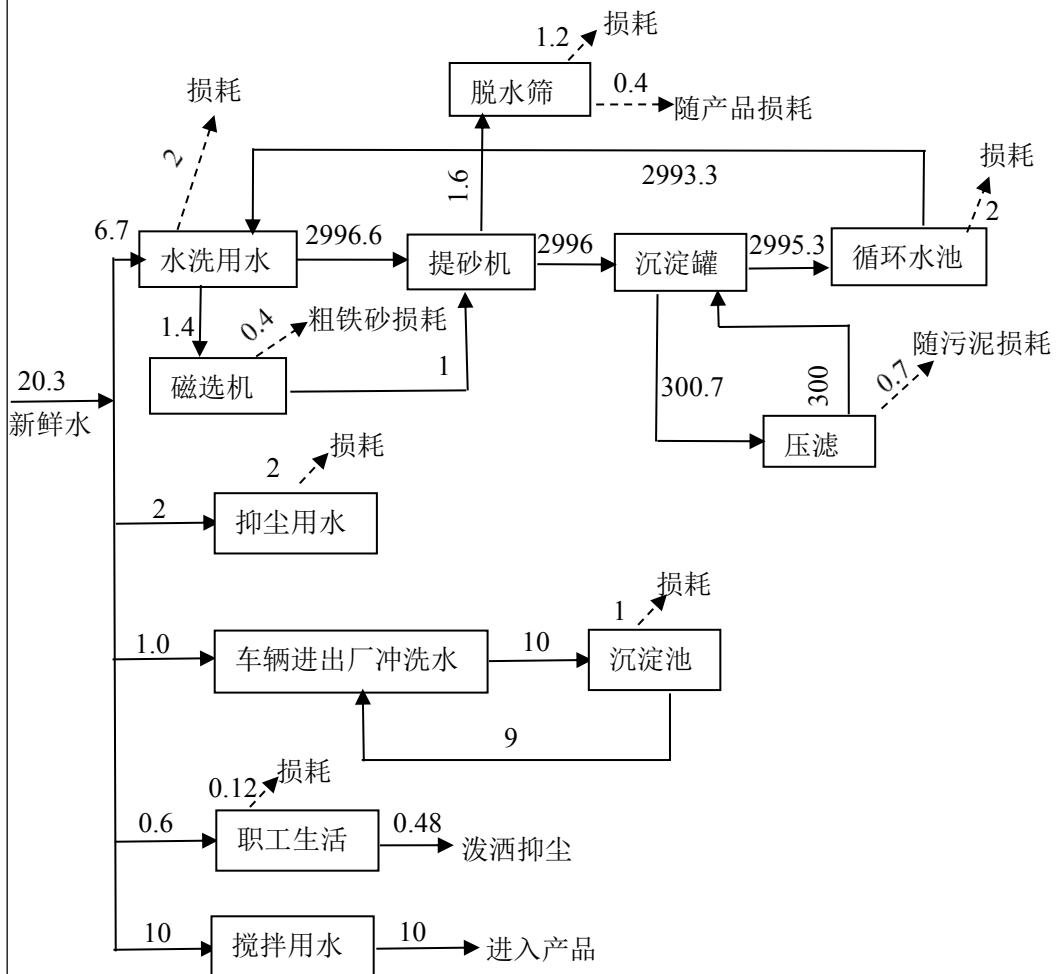 损耗
1.2
脱水筛
0.4
随产品损耗
损耗
2
2993.3
损耗
1.6
2
6.7
水洗用水
2996.6
提砂机
2996
沉淀罐
2995.3
循环水池
1.4
0.4
粗铁砂损耗
磁选机
1
300.7
300
随污泥损耗
0.7
压滤
20.3
新鲜水
2
损耗
2
抑尘用水
1.0
车辆进出厂冲洗水
10
1
损耗
沉淀池
9
0.12
损耗
0.6
职工生活
0.48
泼洒抑尘
10
搅拌用水
10
进入产品